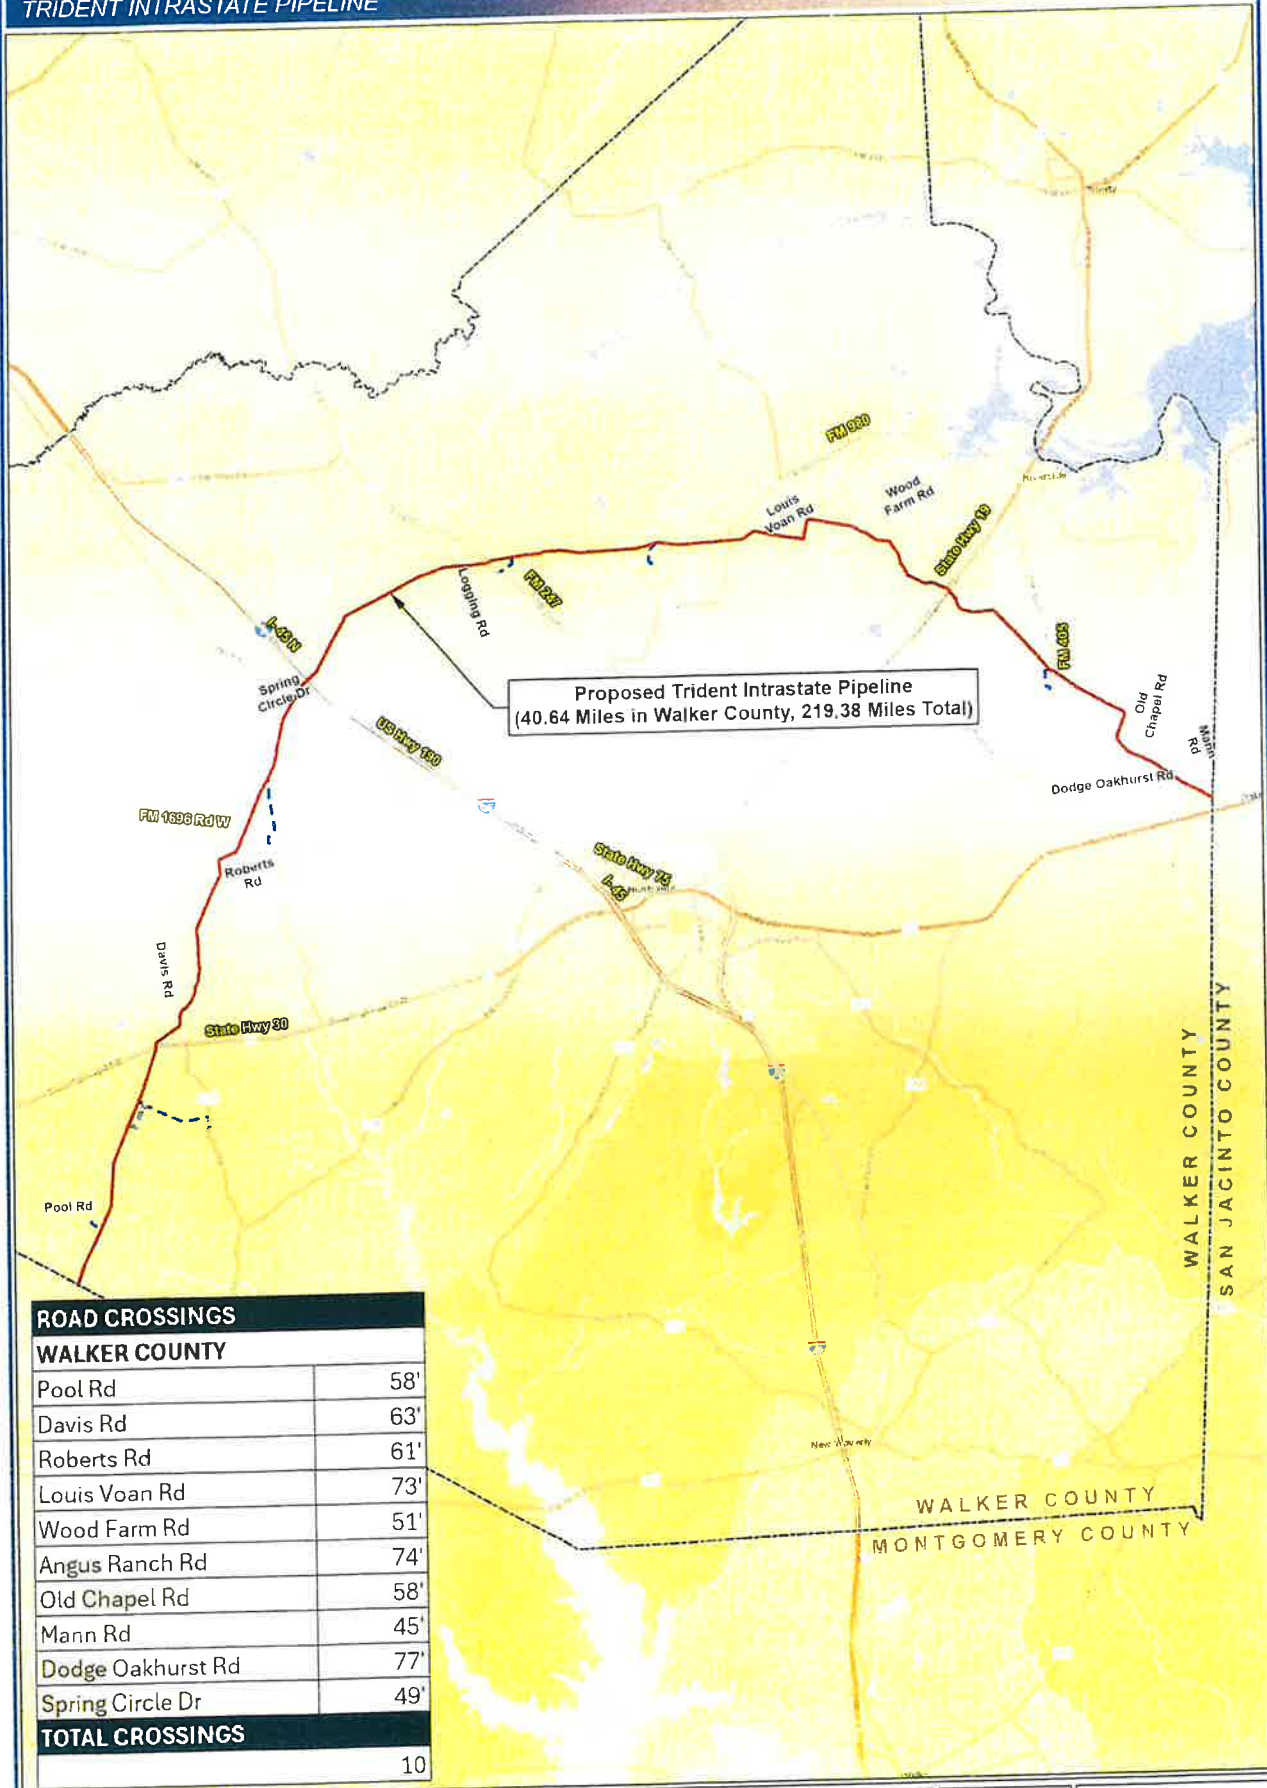 TRIDENT INTRASTATE PIPELINE
FM 980
Louis
Voan Rd
Wood
Farm Rd
Riverside
State Hwy 19
Logging Rd
FM 247
I-45 N
Spring
Circle Dr
FM 405
Proposed Trident Intrastate Pipeline
(40.64 Miles in Walker County, 219.38 Miles Total)
Old
Chapel Rd
Mann
Rd
US Hwy 190
Dodge Oakhurst Rd
FM 1696 Rd W
Roberts
Rd
State Hwy 75
I-45
Davis Rd
State Hwy 30
Pool Rd
WALKER COUNTY
SAN JACINTO COUNTY
New Waverly
WALKER COUNTY
MONTGOMERY COUNTY
ROAD CROSSINGS
WALKER COUNTY
Pool Rd 58'
Davis Rd 63'
Roberts Rd 61'
Louis Voan Rd 73'
Wood Farm Rd 51'
Angus Ranch Rd 74'
Old Chapel Rd 58'
Mann Rd 45'
Dodge Oakhurst Rd 77'
Spring Circle Dr 49'
TOTAL CROSSINGS
10